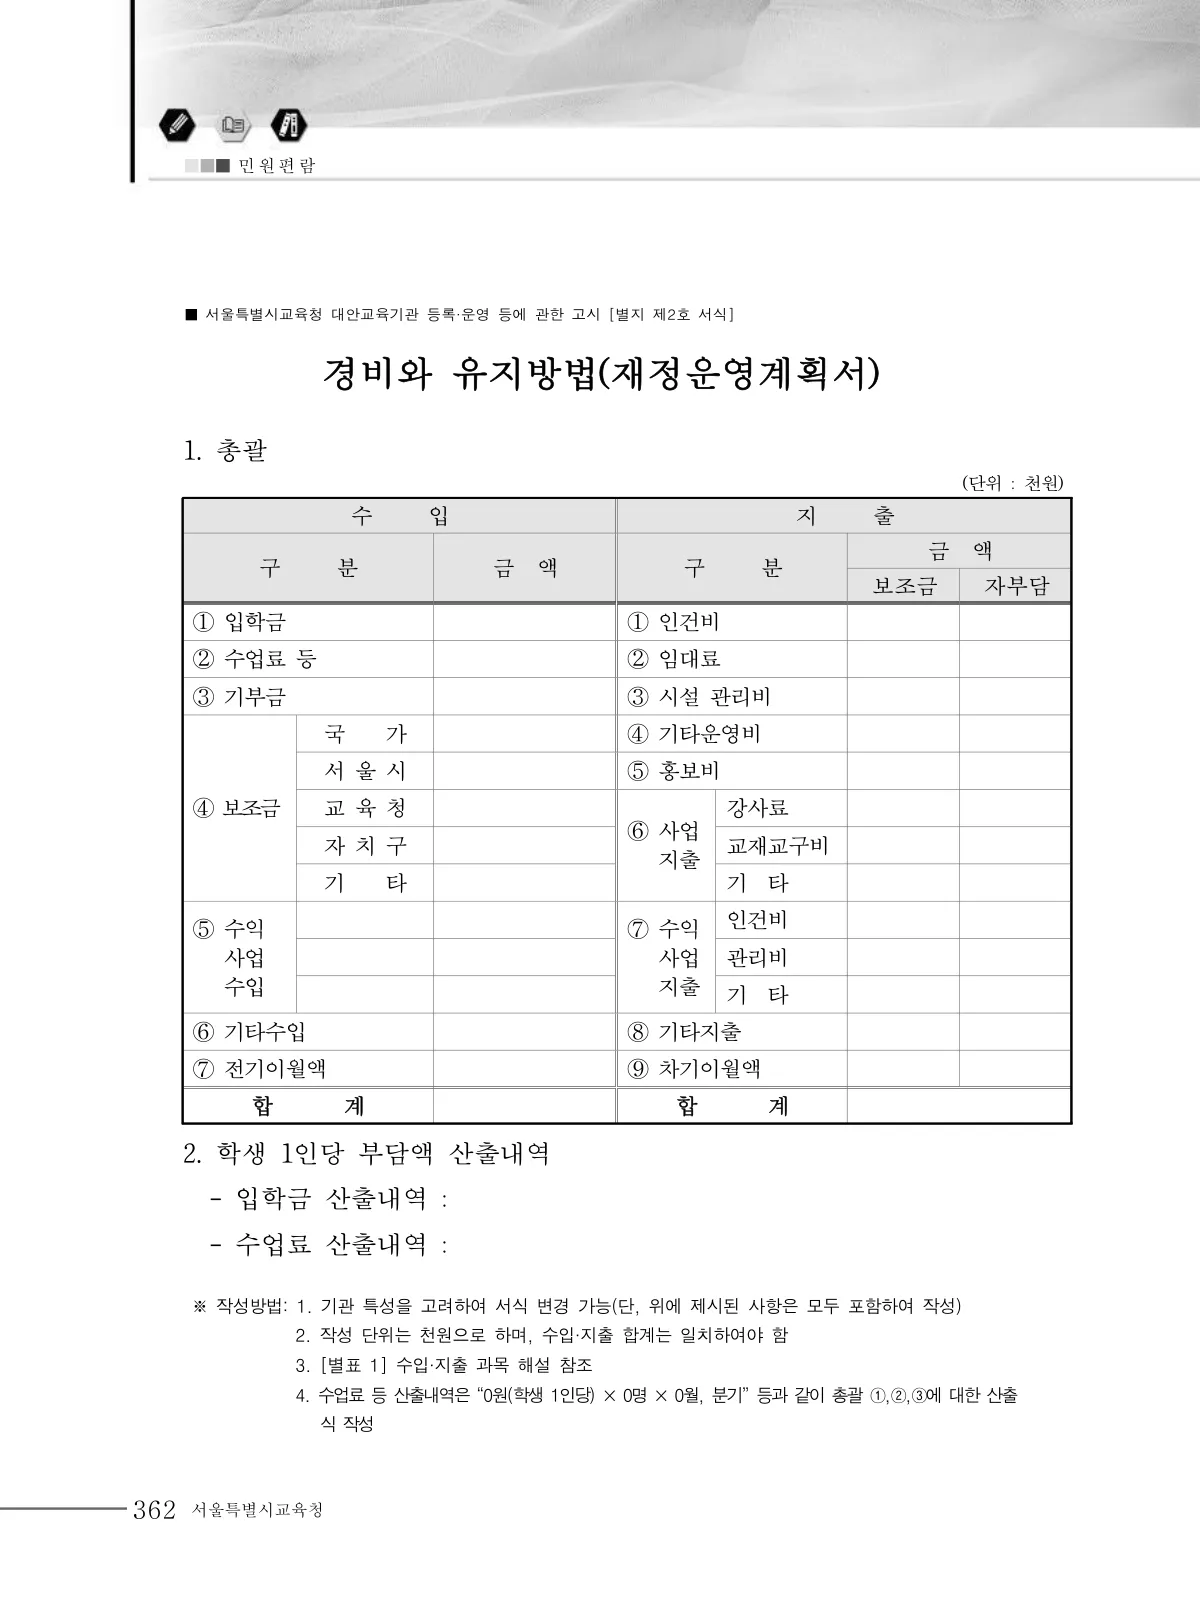 민원편람
■ 서울특별시교육청 대안교육기관 등록·운영 등에 관한 고시 [별지 제2호 서식]
경비와 유지방법(재정운영계획서)
1. 총괄
(단위 : 천원)
수 입 지 출
구 분 금 액 구 분 금 액
보조금 자부담
① 입학금 ① 인건비
② 수업료 등 ② 임대료
③ 기부금 ③ 시설 관리비
④ 보조금 국 가 ④ 기타운영비
서 울 시 ⑤ 홍보비
교 육 청 ⑥ 사업 지출 강사료
자 치 구 교재교구비
기 타 기 타
⑤ 수익 사업 수입 ⑦ 수익 사업 지출 인건비
관리비
기 타
⑥ 기타수입 ⑧ 기타지출
⑦ 전기이월액 ⑨ 차기이월액
합 계 합 계
2. 학생 1인당 부담액 산출내역
- 입학금 산출내역 :
- 수업료 산출내역 :
※ 작성방법: 1. 기관 특성을 고려하여 서식 변경 가능(단, 위에 제시된 사항은 모두 포함하여 작성)
2. 작성 단위는 천원으로 하며, 수입·지출 합계는 일치하여야 함
3. [별표 1] 수입·지출 과목 해설 참조
4. 수업료 등 산출내역은 “0원(학생 1인당) × 0명 × 0월, 분기” 등과 같이 총괄 ①,②,③에 대한 산출
식 작성
362 서울특별시교육청